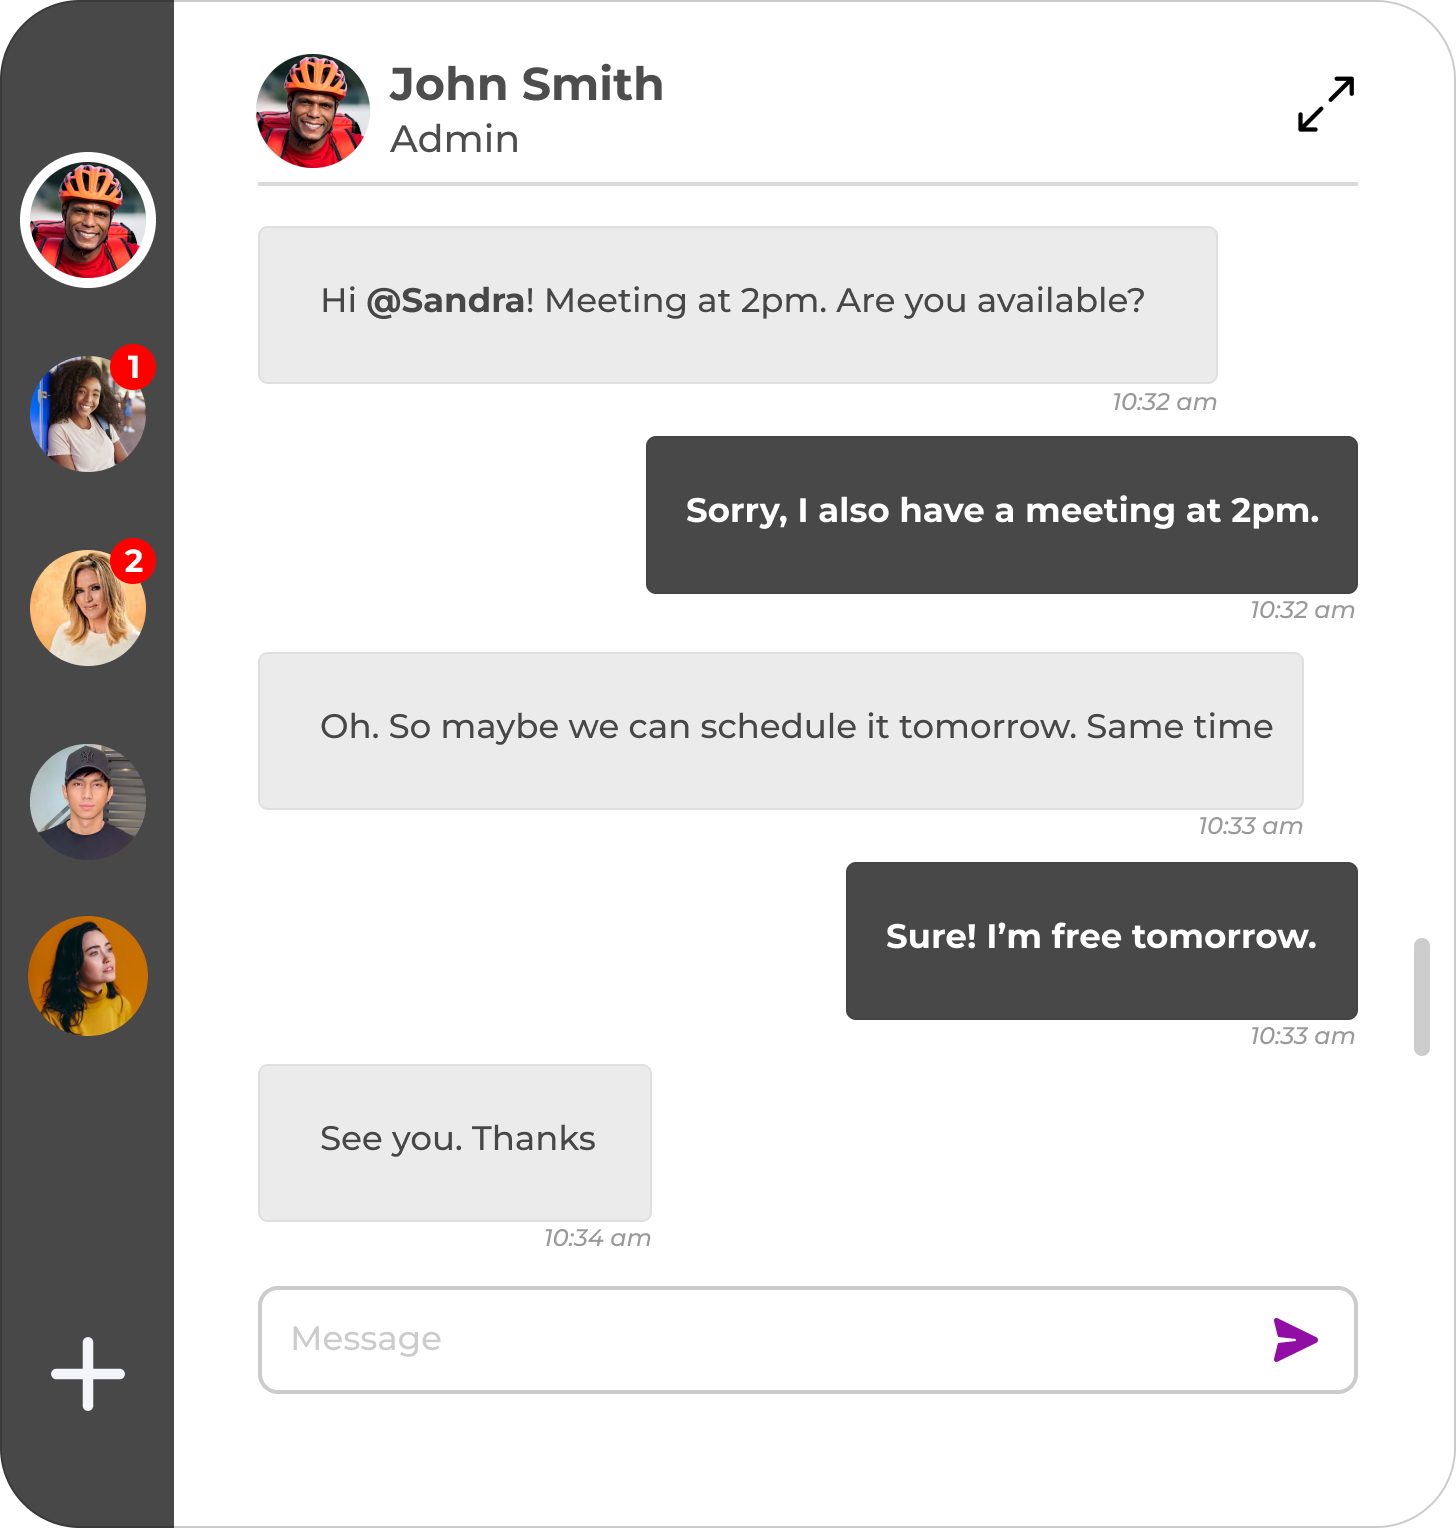 John Smith
Admin
1
2
Hi @Sandra! Meeting at 2pm. Are you available?
10:32 am
Sorry, I also have a meeting at 2pm.
10:32 am
Oh. So maybe we can schedule it tomorrow. Same time
10:33 am
Sure! I’m free tomorrow.
10:33 am
See you. Thanks
10:34 am
Message